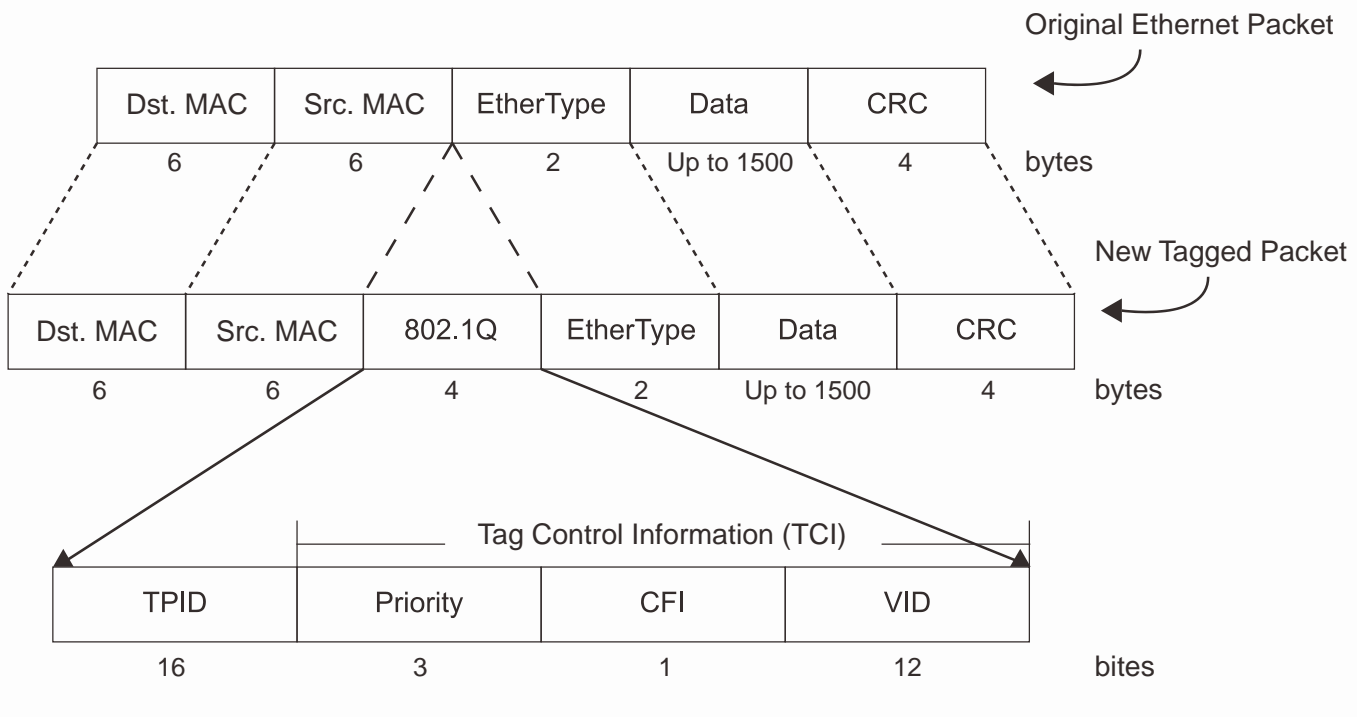 Original Ethernet Packet
Dst. MAC Src. MAC EtherType Data CRC
6 6 2 Up to 1500 4 bytes
New Tagged Packet
Dst. MAC Src. MAC 802.1Q EtherType Data CRC
6 6 4 2 Up to 1500 4 bytes
Tag Control Information (TCI)
TPID Priority CFI VID
16 3 1 12 bites